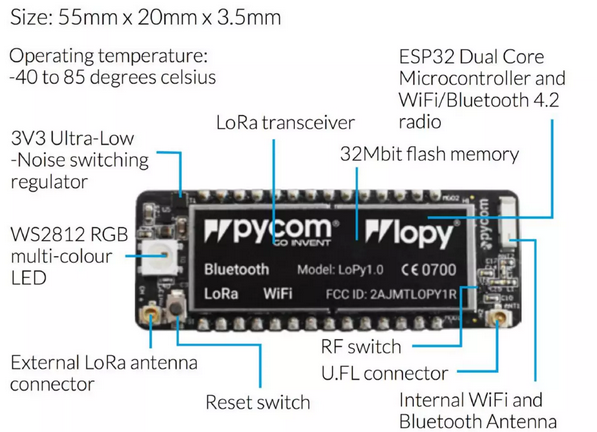 Size: 55mm x 20mm x 3.5mm
Operating temperature:
-40 to 85 degrees celsius
ESP32 Dual Core
Microcontroller and
WiFi/Bluetooth 4.2
radio
LoRa transceiver
32Mbit flash memory
3V3 Ultra-Low
-Noise switching
regulator
WS2812 RGB
multi-colour
LED
pycom
GO INVENT
lopy
Bluetooth
Model: LoPy1.0
CE0700
LoRa
WiFi
FCC ID: 2AJMTLOPY1R
pycom
C10
ANT1
External LoRa antenna
connector
Reset switch
RF switch
U.FL connector
Internal WiFi and
Bluetooth Antenna